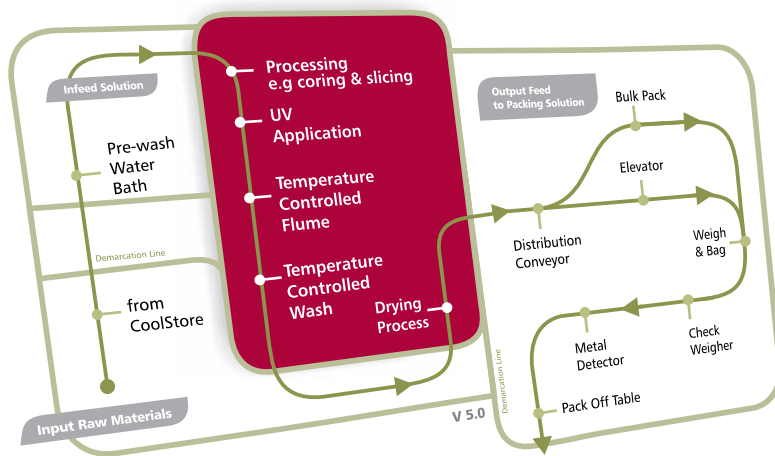 Infeed Solution
Pre-wash
Water
Bath
Demarcation Line
from
CoolStore
Input Raw Materials
Processing
e.g coring & slicing
UV
Application
Temperature
Controlled
Flume
Temperature
Controlled
Wash
Drying
Process
V 5.0
Output Feed
to Packing Solution
Bulk Pack
Elevator
Distribution
Conveyor
Weigh
& Bag
Check
Weigher
Metal
Detector
Demarcation Line
Pack Off Table